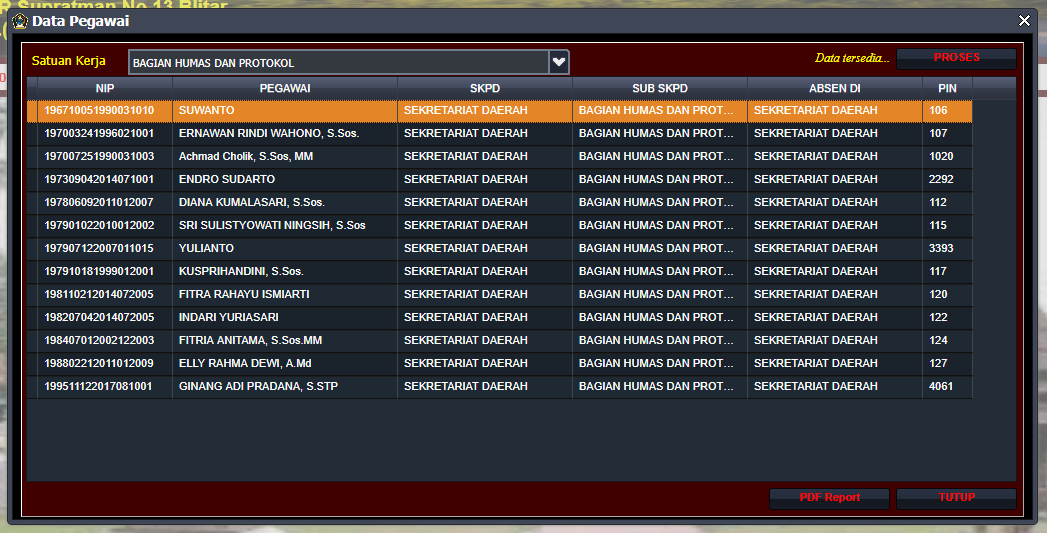 R Supratman No.13 Blitar
Data Pegawai
Satuan Kerja BAGIAN HUMAS DAN PROTOKOL Data tersedia... PROSES
NIP PEGAWAI SKPD SUB SKPD ABSEN DI PIN
196710051990031010 SUWANTO SEKRETARIAT DAERAH BAGIAN HUMAS DAN PROT... SEKRETARIAT DAERAH 106
197003241996021001 ERNAWAN RINDI WAHONO, S.Sos. SEKRETARIAT DAERAH BAGIAN HUMAS DAN PROT... SEKRETARIAT DAERAH 107
197007251990031003 Achmad Cholik, S.Sos, MM SEKRETARIAT DAERAH BAGIAN HUMAS DAN PROT... SEKRETARIAT DAERAH 1020
197309042014071001 ENDRO SUDARTO SEKRETARIAT DAERAH BAGIAN HUMAS DAN PROT... SEKRETARIAT DAERAH 2292
197806092011012007 DIANA KUMALASARI, S.Sos. SEKRETARIAT DAERAH BAGIAN HUMAS DAN PROT... SEKRETARIAT DAERAH 112
197901022010012002 SRI SULISTYOWATI NINGSIH, S.Sos SEKRETARIAT DAERAH BAGIAN HUMAS DAN PROT... SEKRETARIAT DAERAH 115
197907122007011015 YULIANTO SEKRETARIAT DAERAH BAGIAN HUMAS DAN PROT... SEKRETARIAT DAERAH 3393
197910181999012001 KUSPRIHANDINI, S.Sos. SEKRETARIAT DAERAH BAGIAN HUMAS DAN PROT... SEKRETARIAT DAERAH 117
198110212014072005 FITRA RAHAYU ISMIARTI SEKRETARIAT DAERAH BAGIAN HUMAS DAN PROT... SEKRETARIAT DAERAH 120
198207042014072005 INDARI YURIASARI SEKRETARIAT DAERAH BAGIAN HUMAS DAN PROT... SEKRETARIAT DAERAH 122
198407012002122003 FITRIA ANITAMA, S.Sos.MM SEKRETARIAT DAERAH BAGIAN HUMAS DAN PROT... SEKRETARIAT DAERAH 124
198802212011012009 ELLY RAHMA DEWI, A.Md SEKRETARIAT DAERAH BAGIAN HUMAS DAN PROT... SEKRETARIAT DAERAH 127
199511122017081001 GINANG ADI PRADANA, S.STP SEKRETARIAT DAERAH BAGIAN HUMAS DAN PROT... SEKRETARIAT DAERAH 4061
PDF Report TUTUP